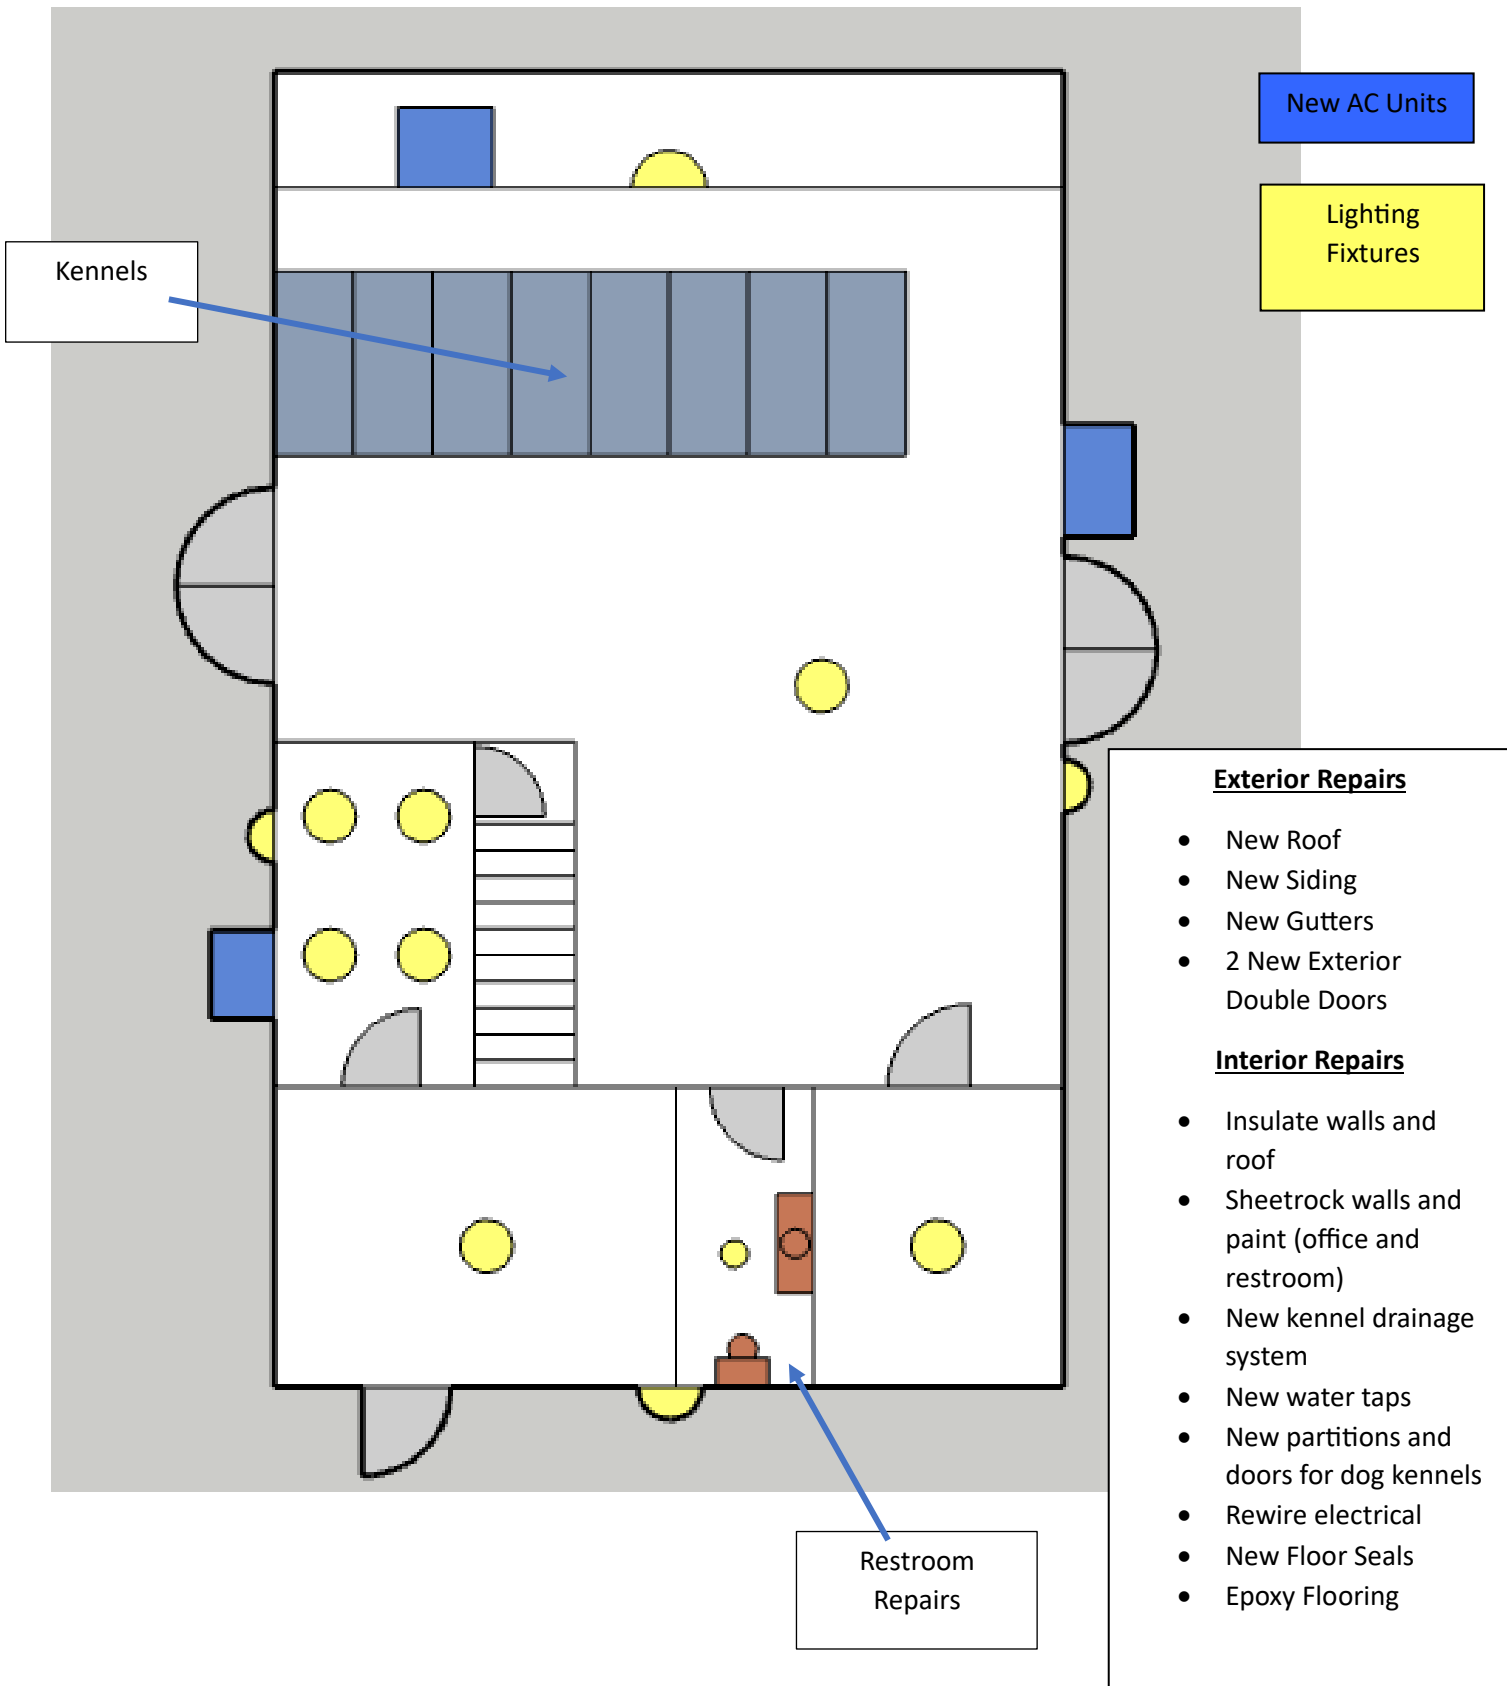 New AC Units
Lighting
Fixtures
Kennels
Exterior Repairs
• New Roof
• New Siding
• New Gutters
• 2 New Exterior
Double Doors
Interior Repairs
• Insulate walls and
roof
• Sheetrock walls and
paint (office and
restroom)
• New kennel drainage
system
• New water taps
• New partitions and
doors for dog kennels
• Rewire electrical
• New Floor Seals
• Epoxy Flooring
Restroom
Repairs